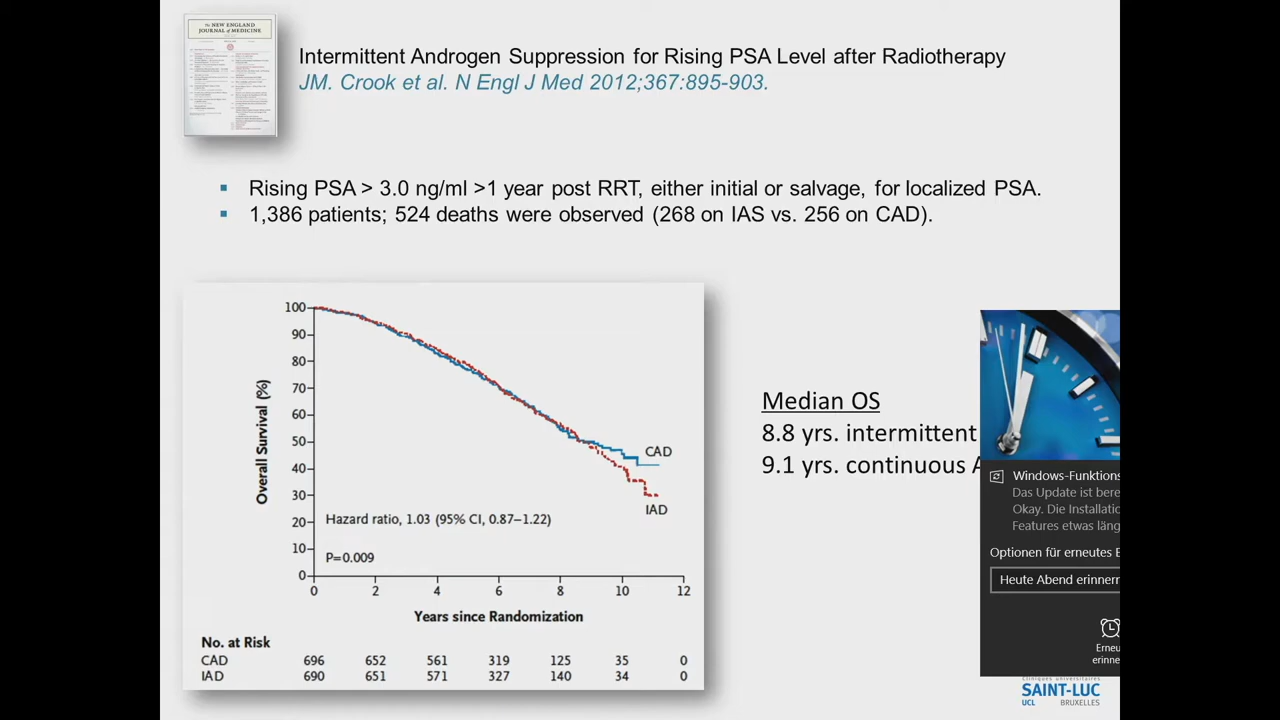 THE NEW ENGLAND
JOURNAL of MEDICINE
Intermittent Androgen Suppression for Rising PSA Level after Radiotherapy
JM. Crook et al. N Engl J Med 2012;367:895-903.
Rising PSA > 3.0 ng/ml >1 year post RRT, either initial or salvage, for localized PSA.
1,386 patients; 524 deaths were observed (268 on IAS vs. 256 on CAD).
Overall Survival (%)
100
90
80
70
60
50
40
30
20
10
0
CAD
IAD
Hazard ratio, 1.03 (95% CI, 0.87–1.22)
P=0.009
0 2 4 6 8 10 12
Years since Randomization
No. at Risk
CAD 696 652 561 319 125 35 0
IAD 690 651 571 327 140 34 0
Median OS
8.8 yrs. intermittent
9.1 yrs. continuous
Windows-Funktions
Das Update ist bere
Okay. Die Installatio
Features etwas läng
Optionen für erneutes E
Heute Abend erinnern
Erneu
erinne
Cliniques universitaires
SAINT-LUC
UCL BRUXELLES